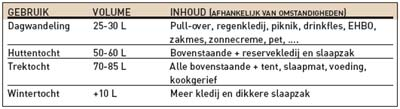 GEBRUIK VOLUME INHOUD (AFHANKELIJK VAN OMSTANDIGHEDEN)
Dagwandeling 25-30 L Pull-over, regenkledij, piknik, drinkfles, EHBO,
zakmes, zonnecreme, pet, ....
Huttentocht 50-60 L Bovenstaande + reservekledij en slaapzak
Trektocht 70-85 L Alle bovenstaande + tent, slaapmat, voeding,
kookgerief
Wintertocht +10 L Meer kledij en dikkere slaapzak